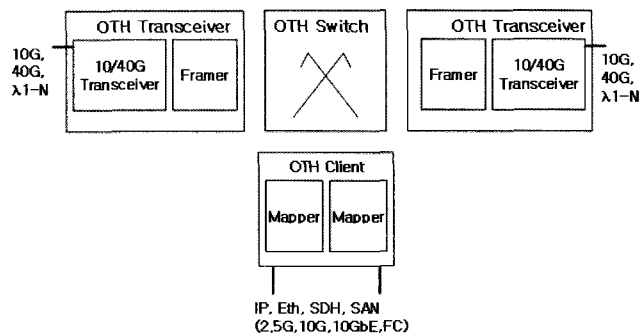 OTH Transceiver
10G,
40G,
λ1-N
10/40G
Transceiver
Framer
OTH Switch
OTH Transceiver
Framer
10/40G
Transceiver
10G,
40G,
λ1-N
OTH Client
Mapper
Mapper
IP, Eth, SDH, SAN
(2,5G,10G,10GbE,FC)